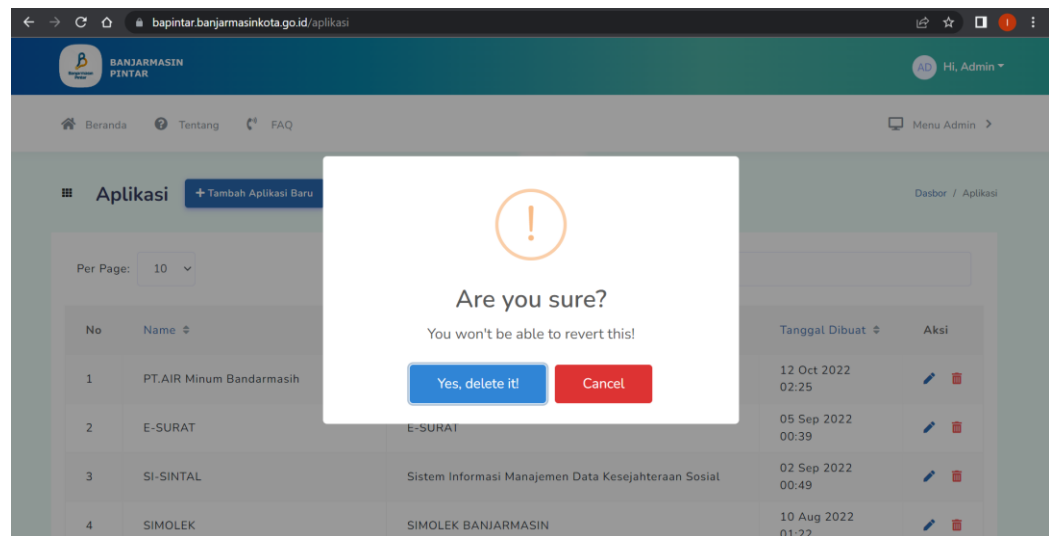 bapintar.banjarmasinkota.go.id/aplikasi
BANJARMASIN
PINTAR
AD Hi, Admin
Beranda Tentang FAQ Menu Admin
Aplikasi + Tambah Aplikasi Baru Dasbor / Aplikasi
!
Per Page: 10
Are you sure?
You won't be able to revert this!
Yes, delete it! Cancel
No Name Tanggal Dibuat Aksi
1 PT.AIR Minum Bandarmasih 12 Oct 2022
02:25
2 E-SURAT E-SURAT 05 Sep 2022
00:39
3 SI-SINTAL Sistem Informasi Manajemen Data Kesejahteraan Sosial 02 Sep 2022
00:49
4 SIMOLEK SIMOLEK BANJARMASIN 10 Aug 2022
01:22